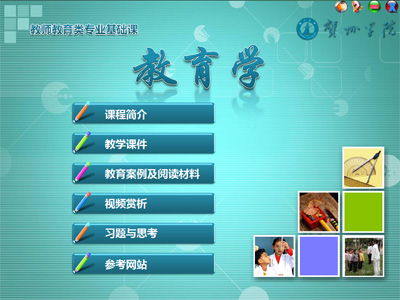 教师教育类专业基础课
贺州学院
教育学
课程简介
教学课件
教育案例及阅读材料
视频赏析
习题与思考
参考网站